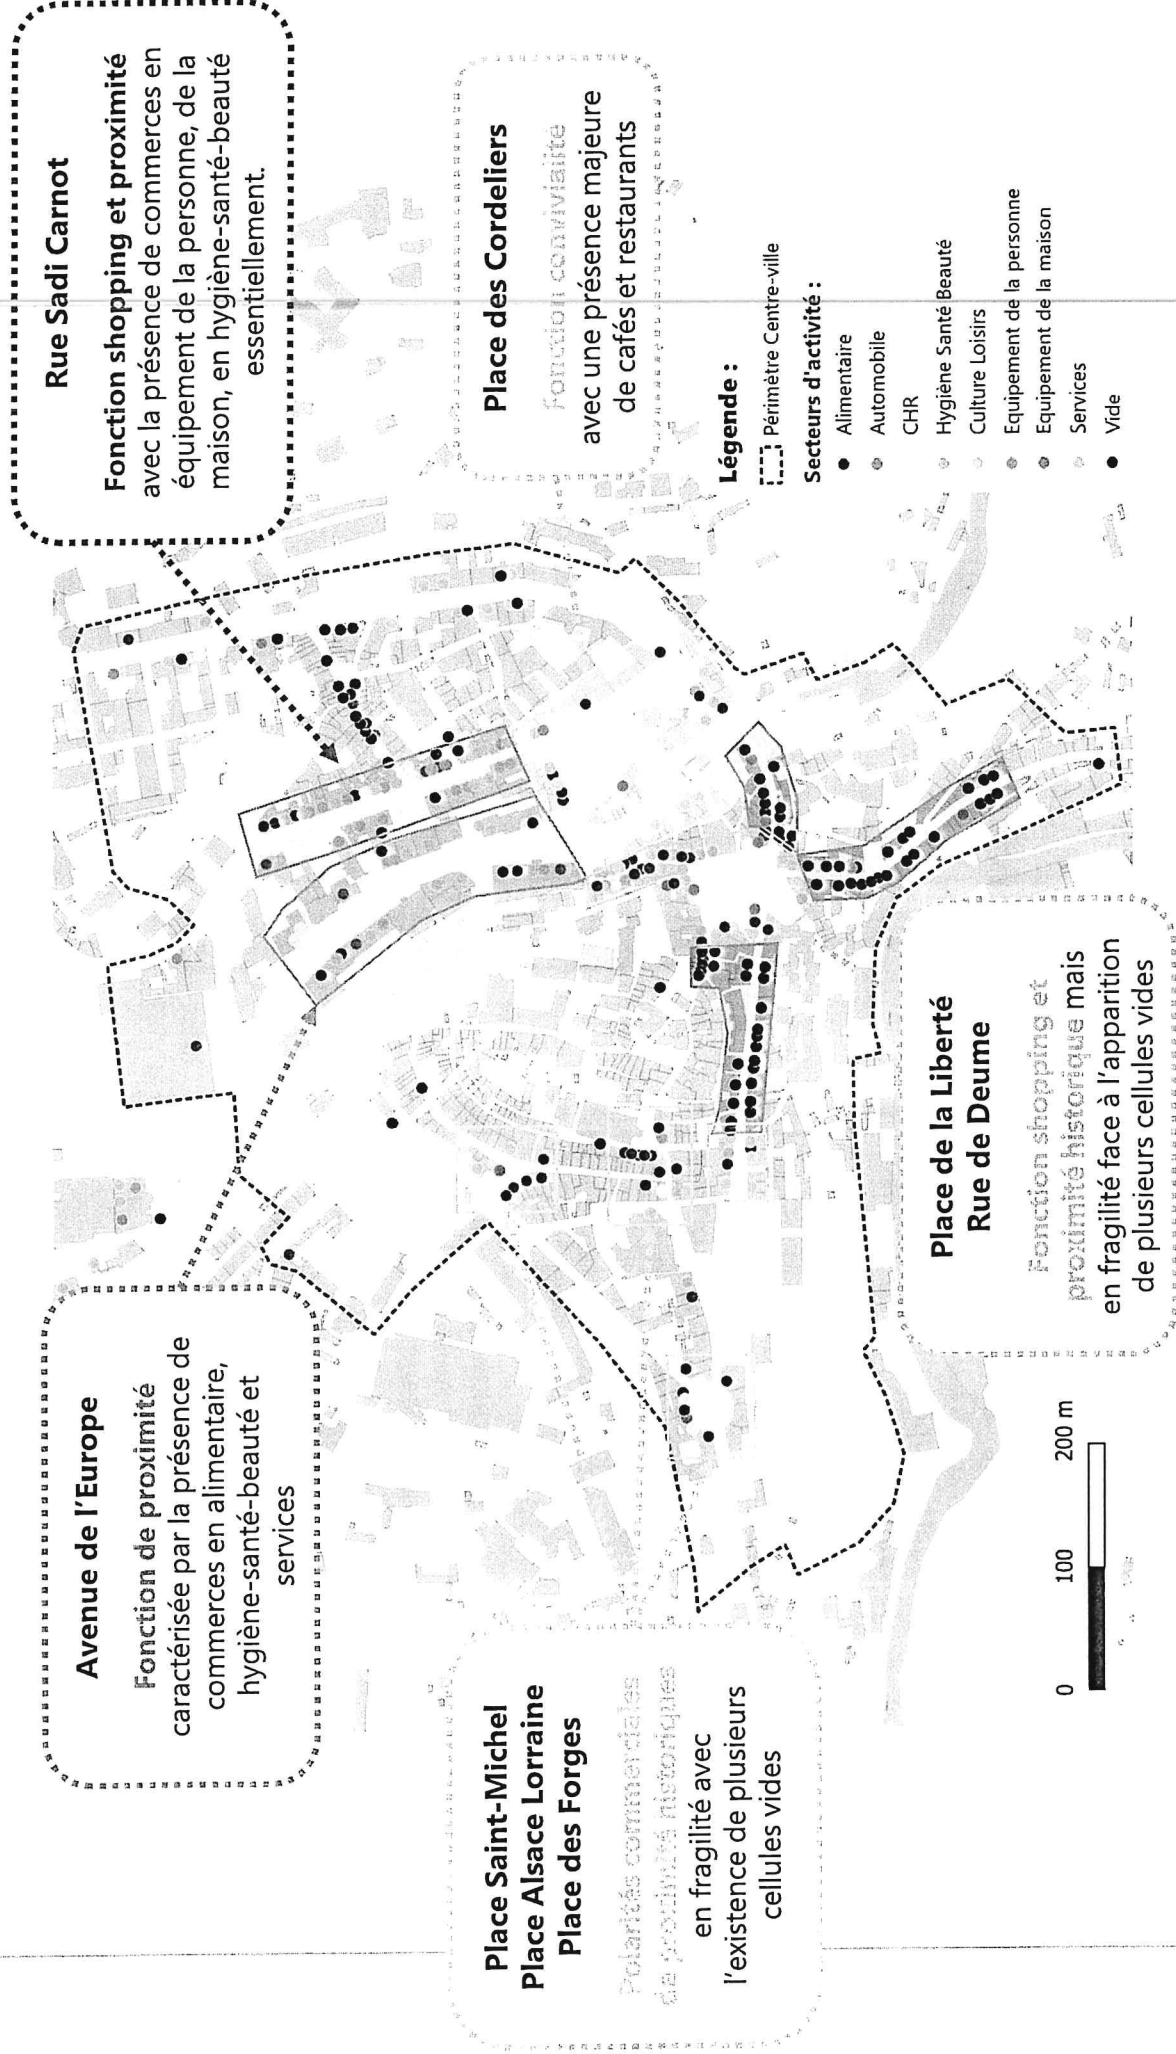 Avenue de l'Europe
Fonction de proximité
caractérisée par la présence de
commerces en alimentaire,
hygiène-santé-beauté et
services
Rue Sadi Carnot
Fonction shopping et proximité
avec la présence de commerces en
équipement de la personne, de la
maison, en hygiène-santé-beauté
essentiellement.
Place Saint-Michel
Place Alsace Lorraine
Place des Forges
Polarités commerciales
de proximité historiques
en fragilité avec
l'existence de plusieurs
cellules vides
Place des Cordeliers
Fonction convivialité
avec une présence majeure
de cafés et restaurants
Place de la Liberté
Rue de Deume
Fonction shopping et
proximité historique mais
en fragilité face à l'apparition
de plusieurs cellules vides
Légende :
Périmètre Centre-ville
Secteurs d'activité :
Alimentaire
Automobile
CHR
Hygiène Santé Beauté
Culture Loisirs
Equipement de la personne
Equipement de la maison
Services
Vide
0 100 200 m